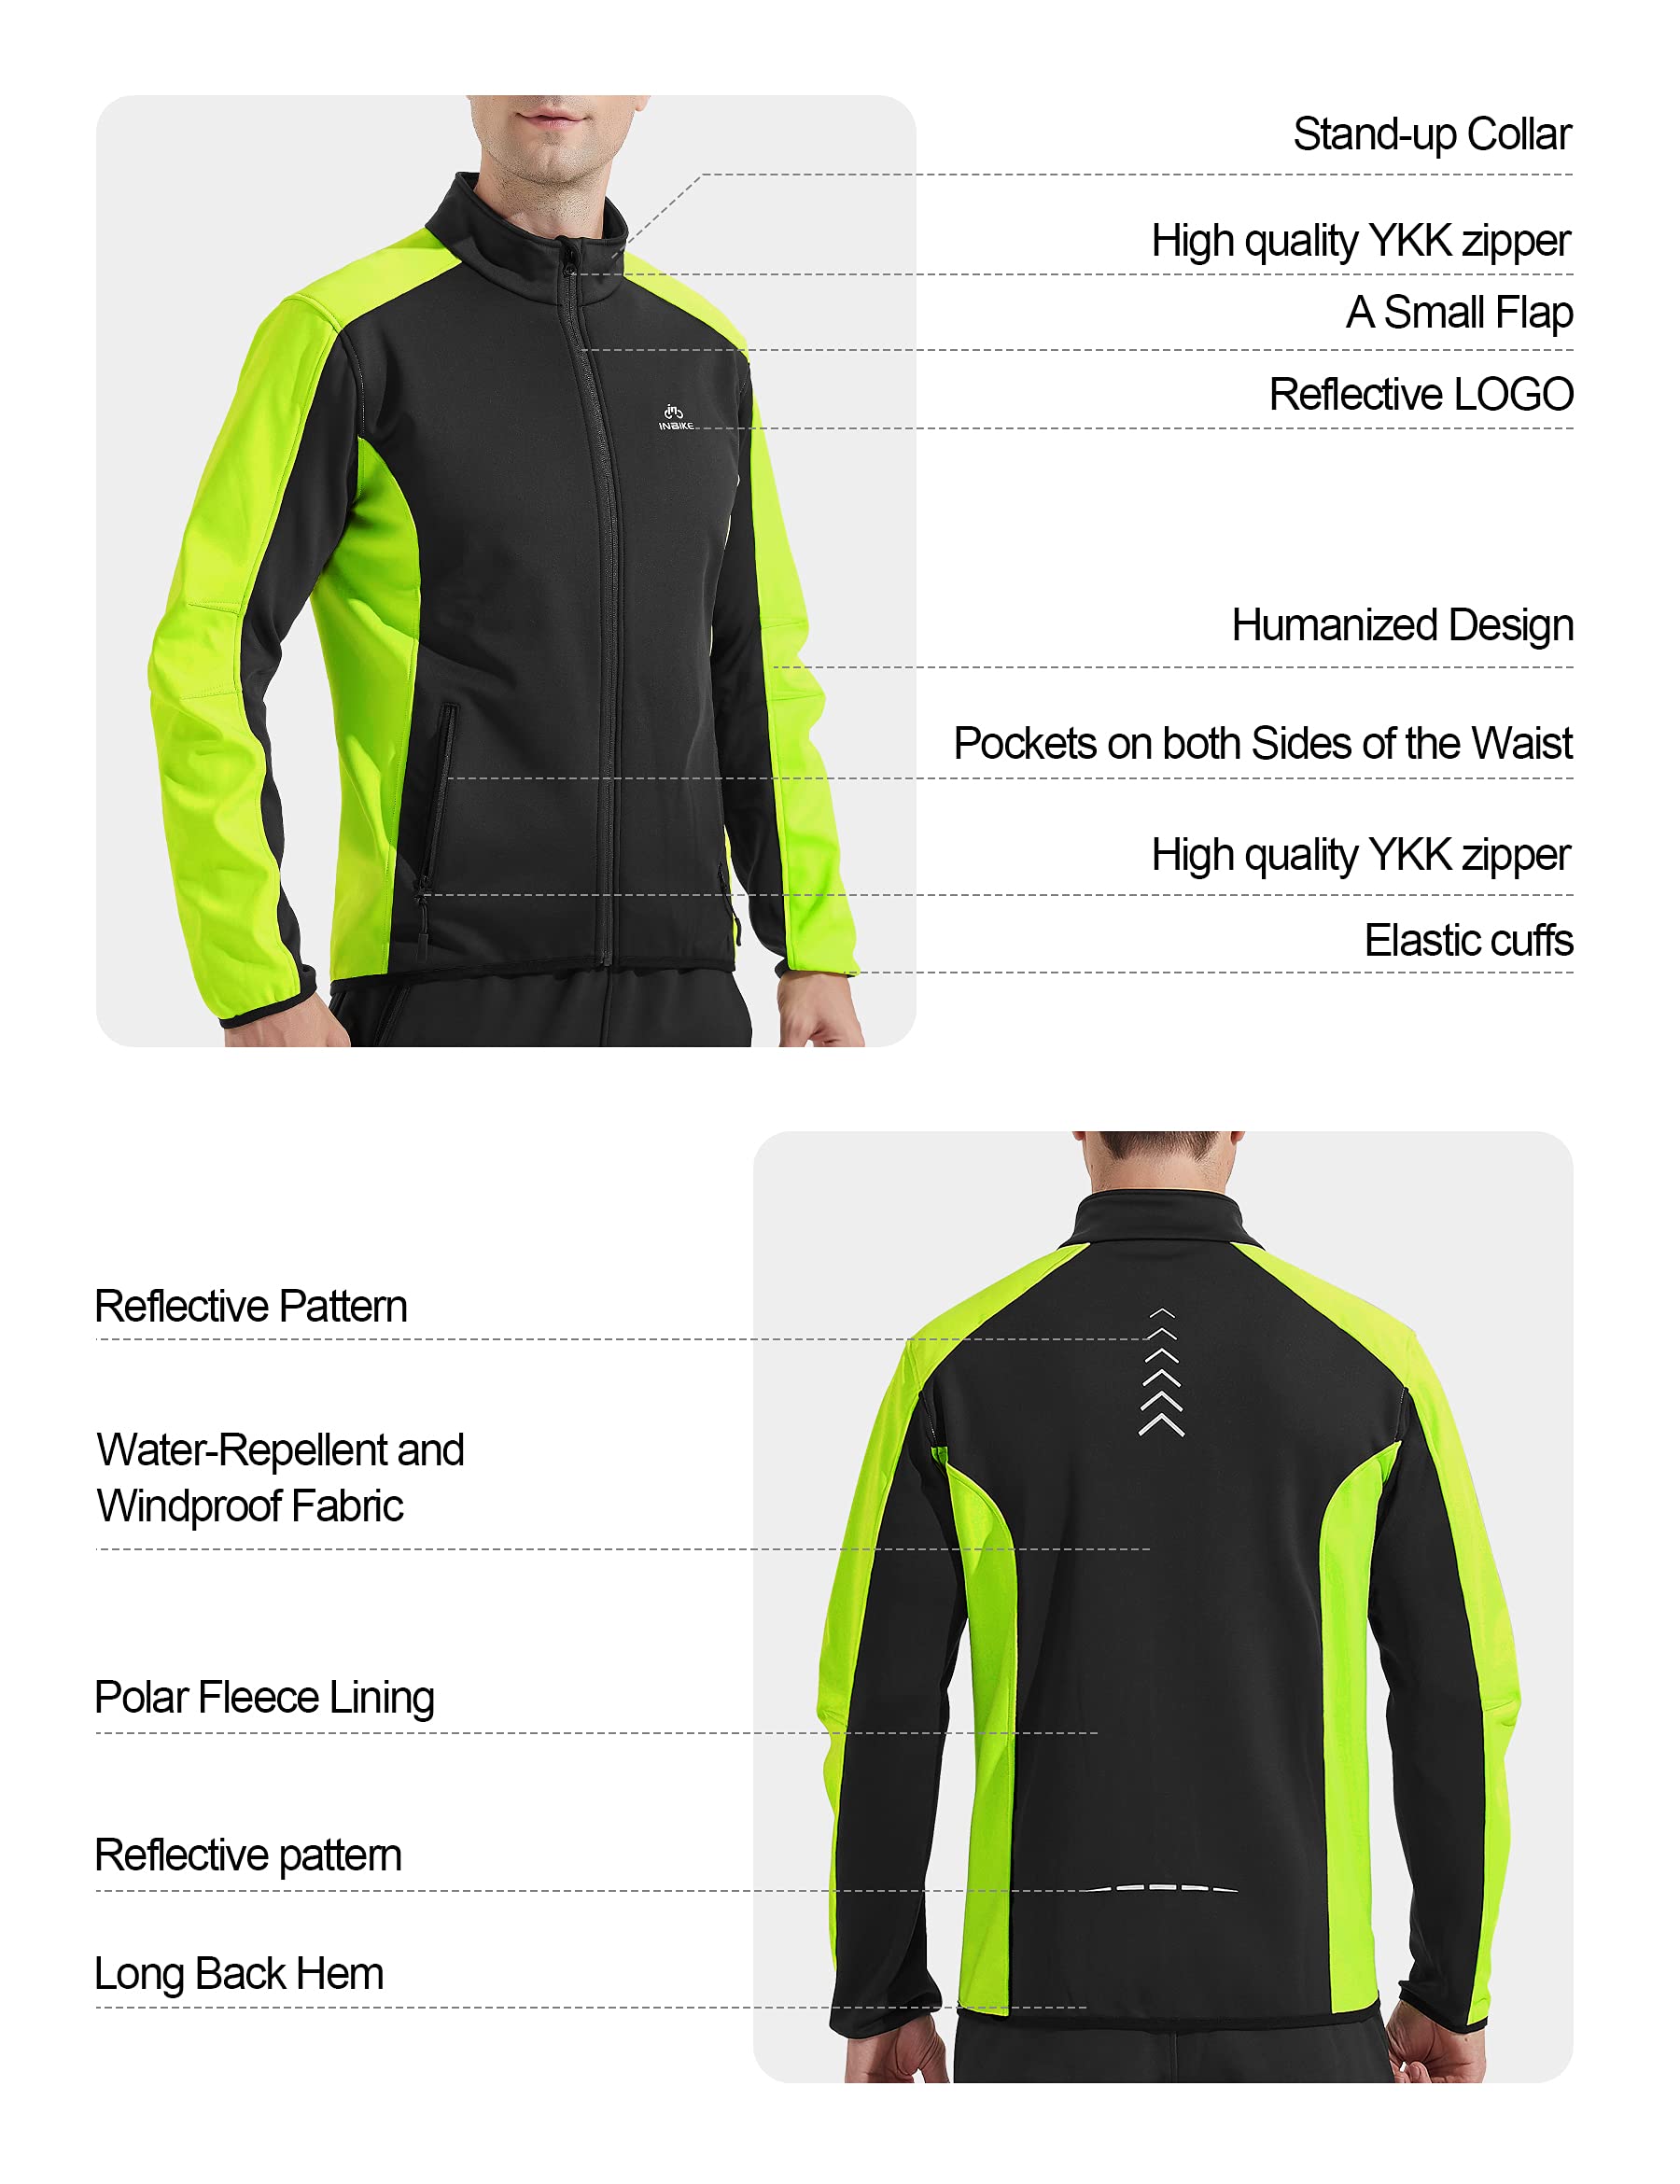 Stand-up Collar
High quality YKK zipper
A Small Flap
Reflective LOGO
INBIKE
Humanized Design
Pockets on both Sides of the Waist
High quality YKK zipper
Elastic cuffs
Reflective Pattern
Water-Repellent and
Windproof Fabric
Polar Fleece Lining
Reflective pattern
Long Back Hem